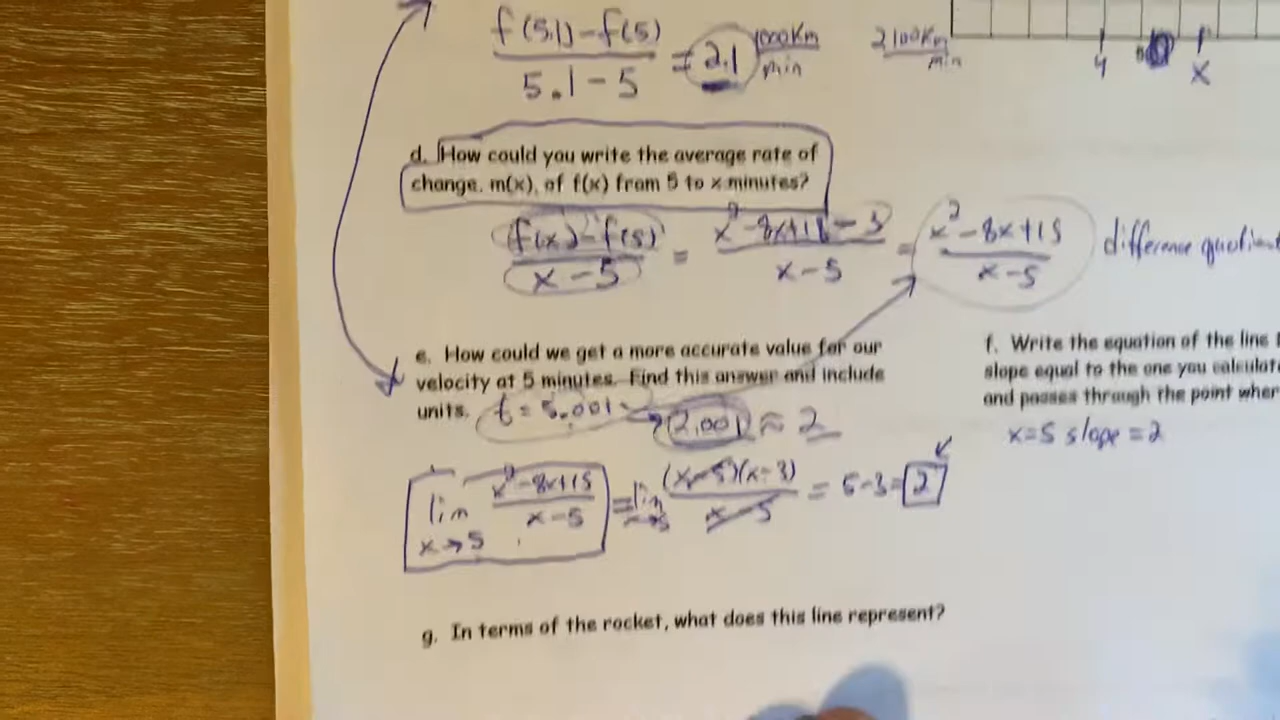 f(5.1)-f(5)
5.1-5
= 2.1 1000Km
min
2100Km
min
4
x
d. How could you write the average rate of
change, m(x), of f(x) from 5 to x minutes?
f(x)-f(5)
x-5
= x²-8x+18-3
x-5
= x²-8x+15
x-5
difference quotien
e. How could we get a more accurate value for our
velocity at 5 minutes. Find this answer and include
units. t=5.001 → 2.001 ≈ 2
lim x→5
x²-8x+15
x-5
= lim x→5
(x-5)(x-3)
x-5
= 5-3=2
f. Write the equation of the line
slope equal to the one you calculat
and passes through the point wher
x=5 slope=2
g. In terms of the rocket, what does this line represent?